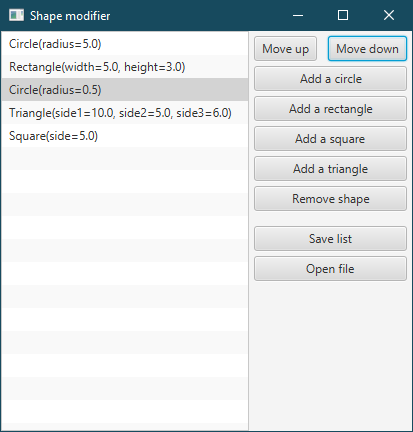 Shape modifier
Circle(radius=5.0)
Rectangle(width=5.0, height=3.0)
Circle(radius=0.5)
Triangle(side1=10.0, side2=5.0, side3=6.0)
Square(side=5.0)
Move up
Move down
Add a circle
Add a rectangle
Add a square
Add a triangle
Remove shape
Save list
Open file